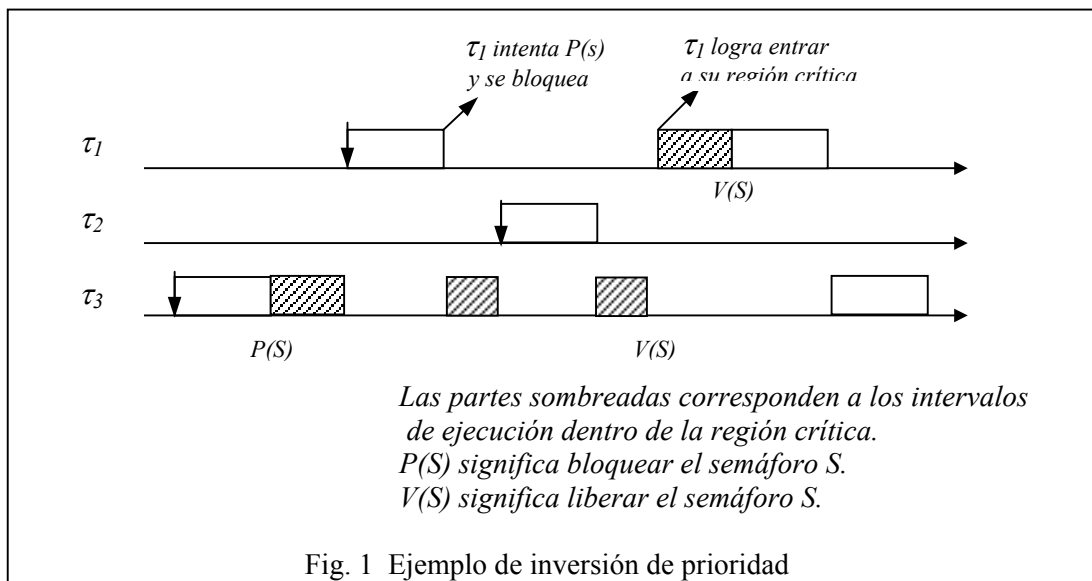 τ1 intenta P(s)
y se bloquea
τ1 logra entrar
a su región crítica
τ1
V(S)
τ2
τ3
P(S)
V(S)
Las partes sombreadas corresponden a los intervalos
de ejecución dentro de la región crítica.
P(S) significa bloquear el semáforo S.
V(S) significa liberar el semáforo S.
Fig. 1 Ejemplo de inversión de prioridad